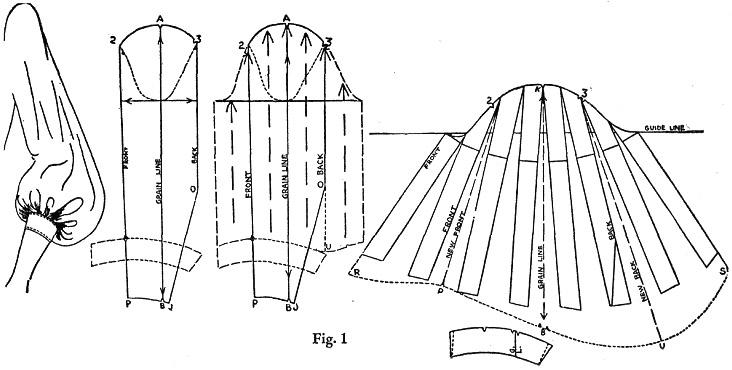 A
2
3
FRONT
GRAIN LINE
BACK
O
P
B
J
A
2
3
FRONT
GRAIN LINE
BACK
O
U
P
B
J
K
2
3
GUIDE LINE
FRONT
FRONT
NEW FRONT
GRAIN LINE
BACK
NEW BACK
R
P
"B"
S
U
Fig. 1